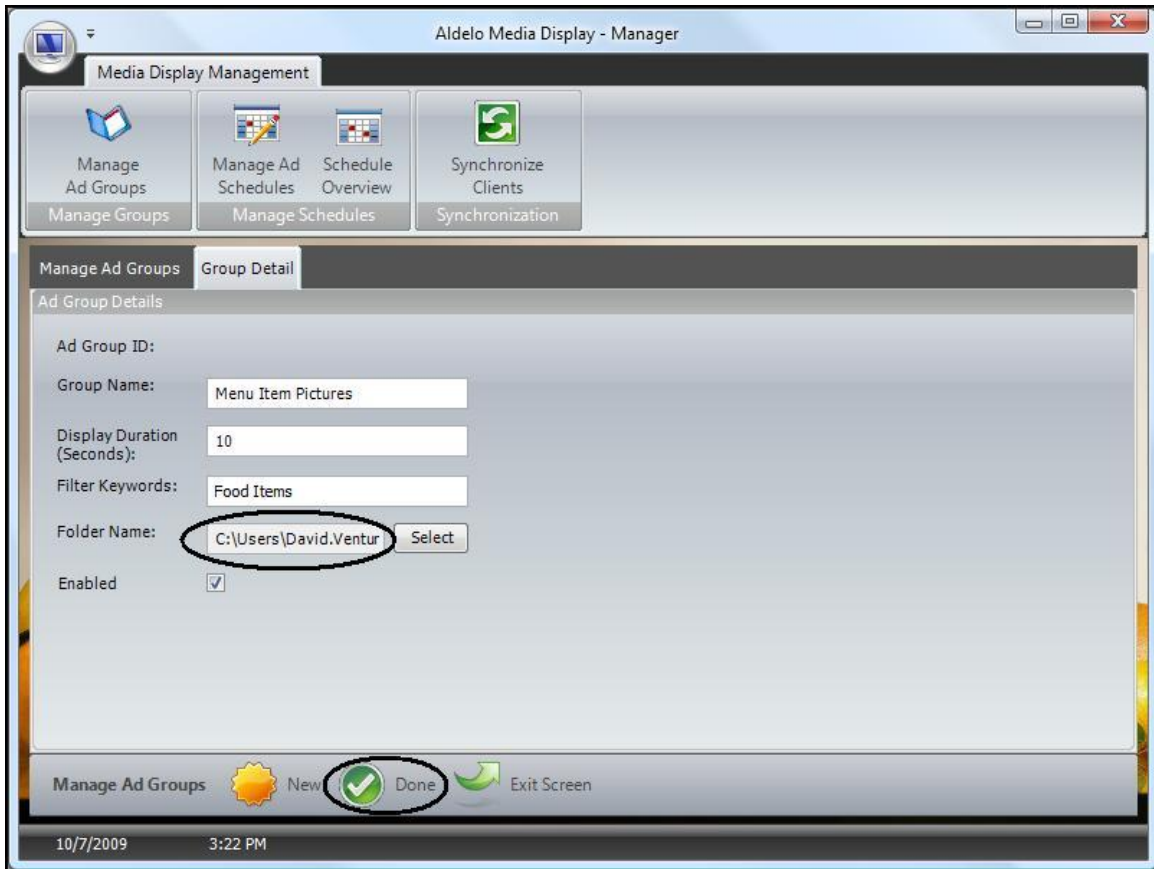 Aldelo Media Display - Manager
Media Display Management
Manage Ad Groups
Manage Ad Schedules
Schedule Overview
Synchronize Clients
Manage Groups
Manage Schedules
Synchronization
Manage Ad Groups
Group Detail
Ad Group Details
Ad Group ID:
Group Name: Menu Item Pictures
Display Duration (Seconds): 10
Filter Keywords: Food Items
Folder Name: C:\Users\David.Ventur Select
Enabled
Manage Ad Groups New Done Exit Screen
10/7/2009 3:22 PM